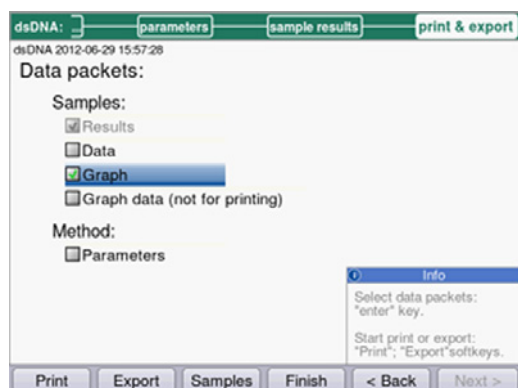 dsDNA: parameters sample results print & export
dsDNA 2012-06-29 15:57:28
Data packets:
Samples:
Results
Data
Graph
Graph data (not for printing)
Method:
Parameters
Info
Select data packets:
"enter" key.
Start print or export:
"Print"; "Export"softkeys.
Print Export Samples Finish < Back Next >